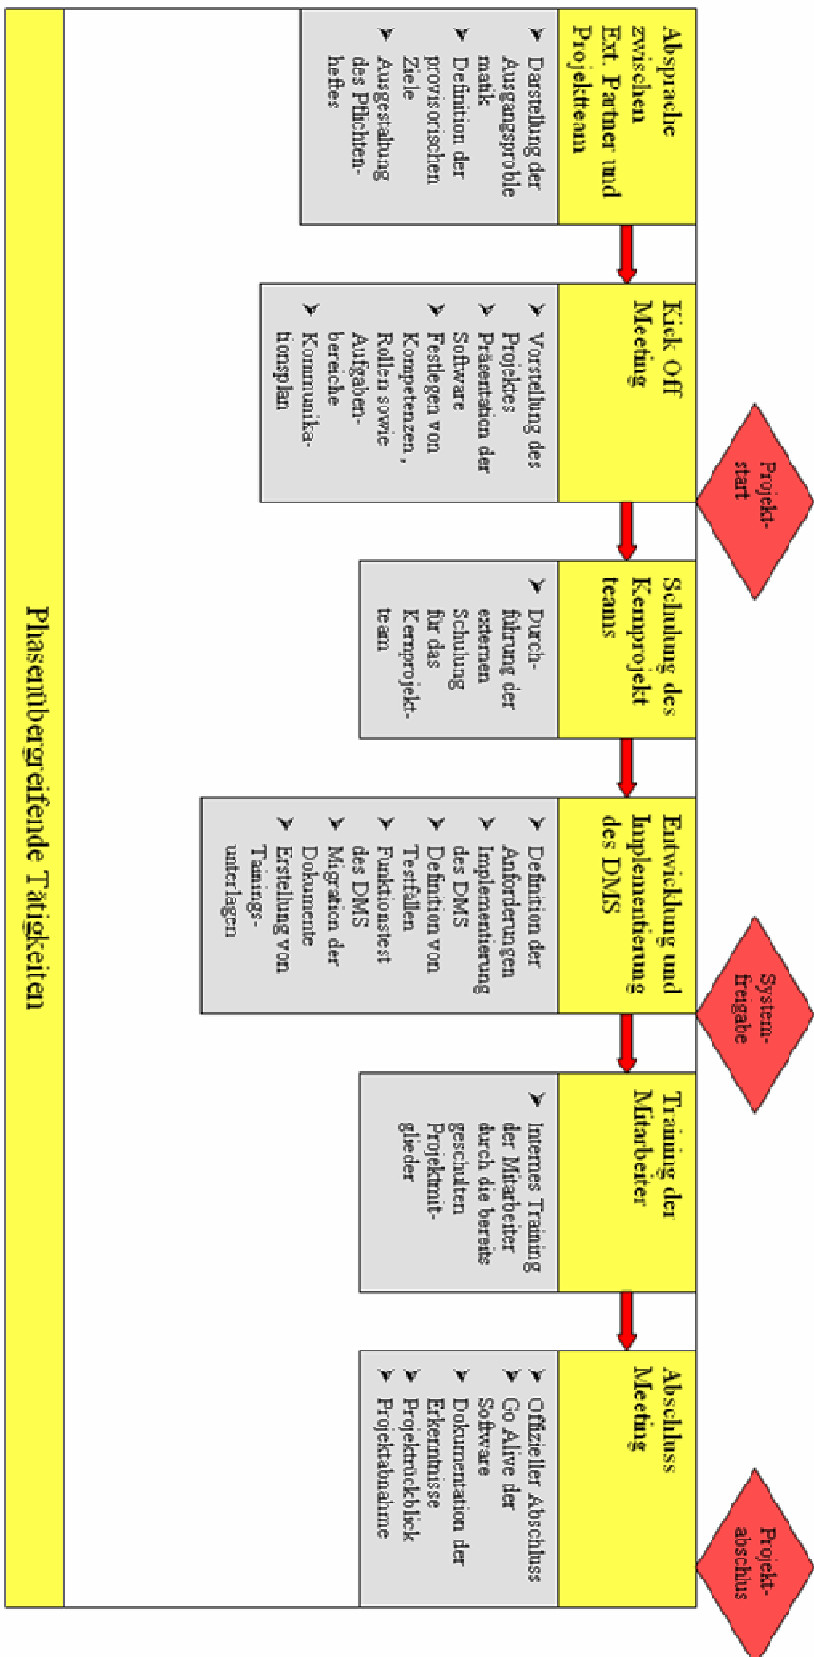 Projekt-
start
System-
freigabe
Projekt-
abschlus
Absprache
zwischen
Ext. Partner und
Projektteam
➢ Darstellung der
Ausgangsproble
matik
➢ Definition der
provisorischen
Ziele
➢ Ausgestaltung
des Pflichten-
heftes
Kick Off
Meeting
➢ Vorstellung des
Projektes
➢ Präsentation der
Software
➢ Festlegen von
Kompetenzen ,
Rollen sowie
Aufgaben-
bereiche
➢ Kommunika-
tionsplan
Schulung des
Kernprojekt
teams
➢ Durch-
führung der
externen
Schulung
für das
Kernprojekt-
team
Entwicklung und
Implementierung
des DMS
➢ Definition der
Anforderungen
➢ Implementierung
des DMS
➢ Definition von
Testfällen
➢ Funktionstest
des DMS
➢ Migration der
Dokumente
➢ Erstellung von
Tainings-
unterlagen
Training der
Mitarbeiter
➢ Internes Training
der Mitarbeiter
durch die bereits
geschulten
Projektmit-
glieder
Abschluss
Meeting
➢ Offizieller Abschluss
➢ Go Alive der
Software
➢ Dokumentation der
Erkenntnisse
➢ Projektrückblick
➢ Projektabnahme
Phasenübergreifende Tätigkeiten